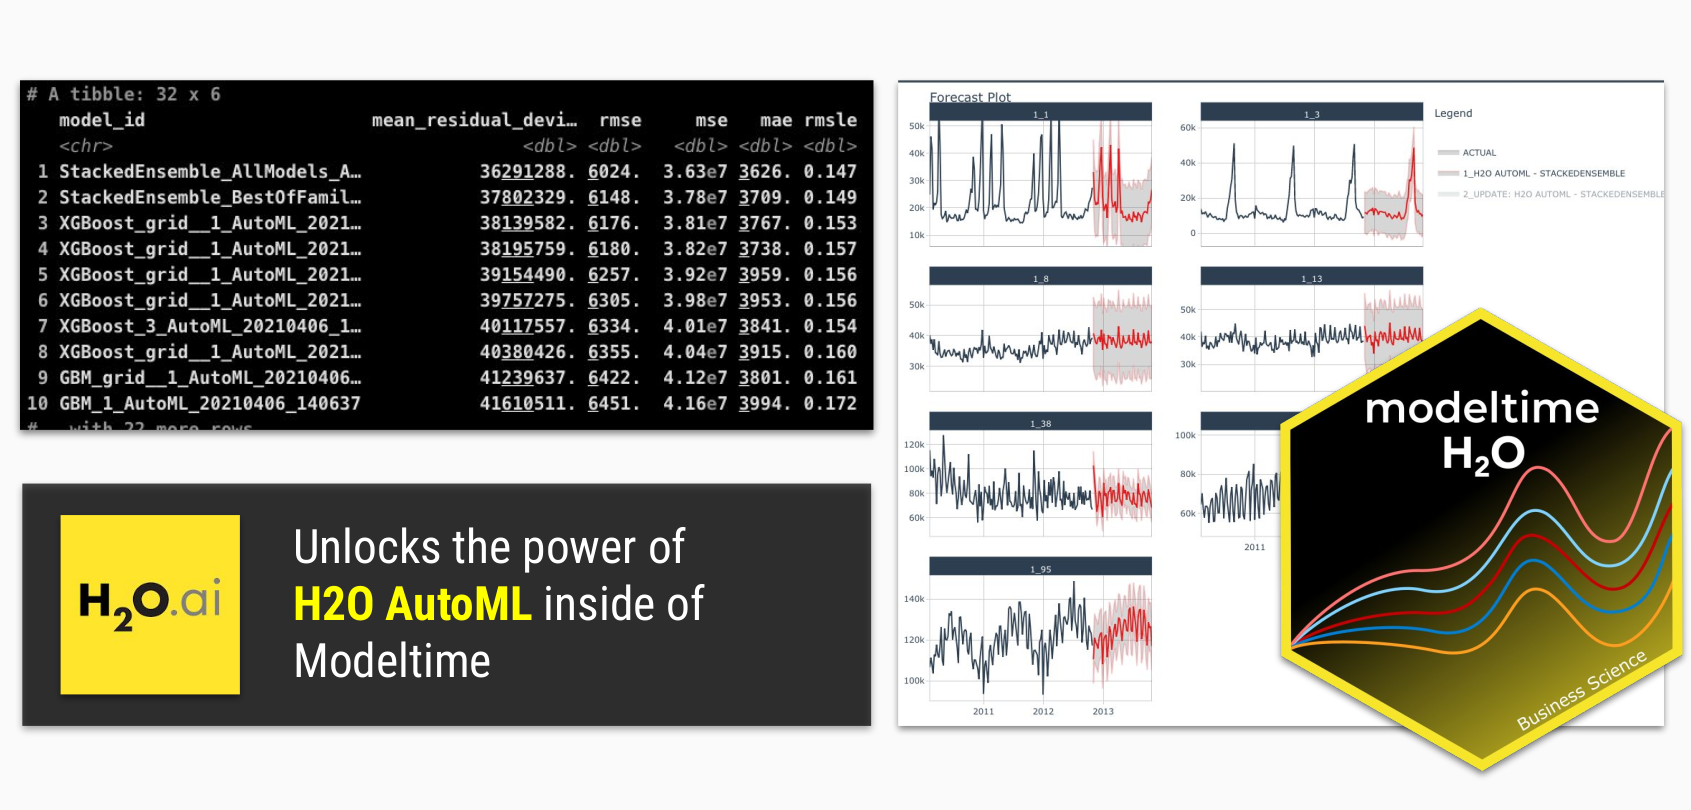 # A tibble: 32 x 6
model_id mean_residual_devi… rmse mse mae rmsle
<chr> <dbl> <dbl> <dbl> <dbl> <dbl>
1 StackedEnsemble_AllModels_A… 36291288. 6024. 3.63e7 3626. 0.147
2 StackedEnsemble_BestOfFamil… 37802329. 6148. 3.78e7 3709. 0.149
3 XGBoost_grid__1_AutoML_2021… 38139582. 6176. 3.81e7 3767. 0.153
4 XGBoost_grid__1_AutoML_2021… 38195759. 6180. 3.82e7 3738. 0.157
5 XGBoost_grid__1_AutoML_2021… 39154490. 6257. 3.92e7 3959. 0.156
6 XGBoost_grid__1_AutoML_2021… 39757275. 6305. 3.98e7 3953. 0.156
7 XGBoost_3_AutoML_20210406_1… 40117557. 6334. 4.01e7 3841. 0.154
8 XGBoost_grid__1_AutoML_2021… 40380426. 6355. 4.04e7 3915. 0.160
9 GBM_grid__1_AutoML_20210406… 41239637. 6422. 4.12e7 3801. 0.161
10 GBM_1_AutoML_20210406_140637 41610511. 6451. 4.16e7 3994. 0.172
# … with 22 more rows
H2O.ai
Unlocks the power of
H2O AutoML inside of
Modeltime
Forecast Plot
1_1
50k
40k
30k
20k
10k
1_3
60k
40k
20k
0
Legend
ACTUAL
1_H2O AUTOML - STACKEDENSEMBLE
2_UPDATE: H2O AUTOML - STACKEDENSEMBLE
1_8
50k
40k
30k
1_13
50k
40k
30k
1_38
120k
100k
80k
60k
100k
80k
60k
2011
1_95
140k
120k
100k
2011 2012 2013
modeltime
H2O
Business Science